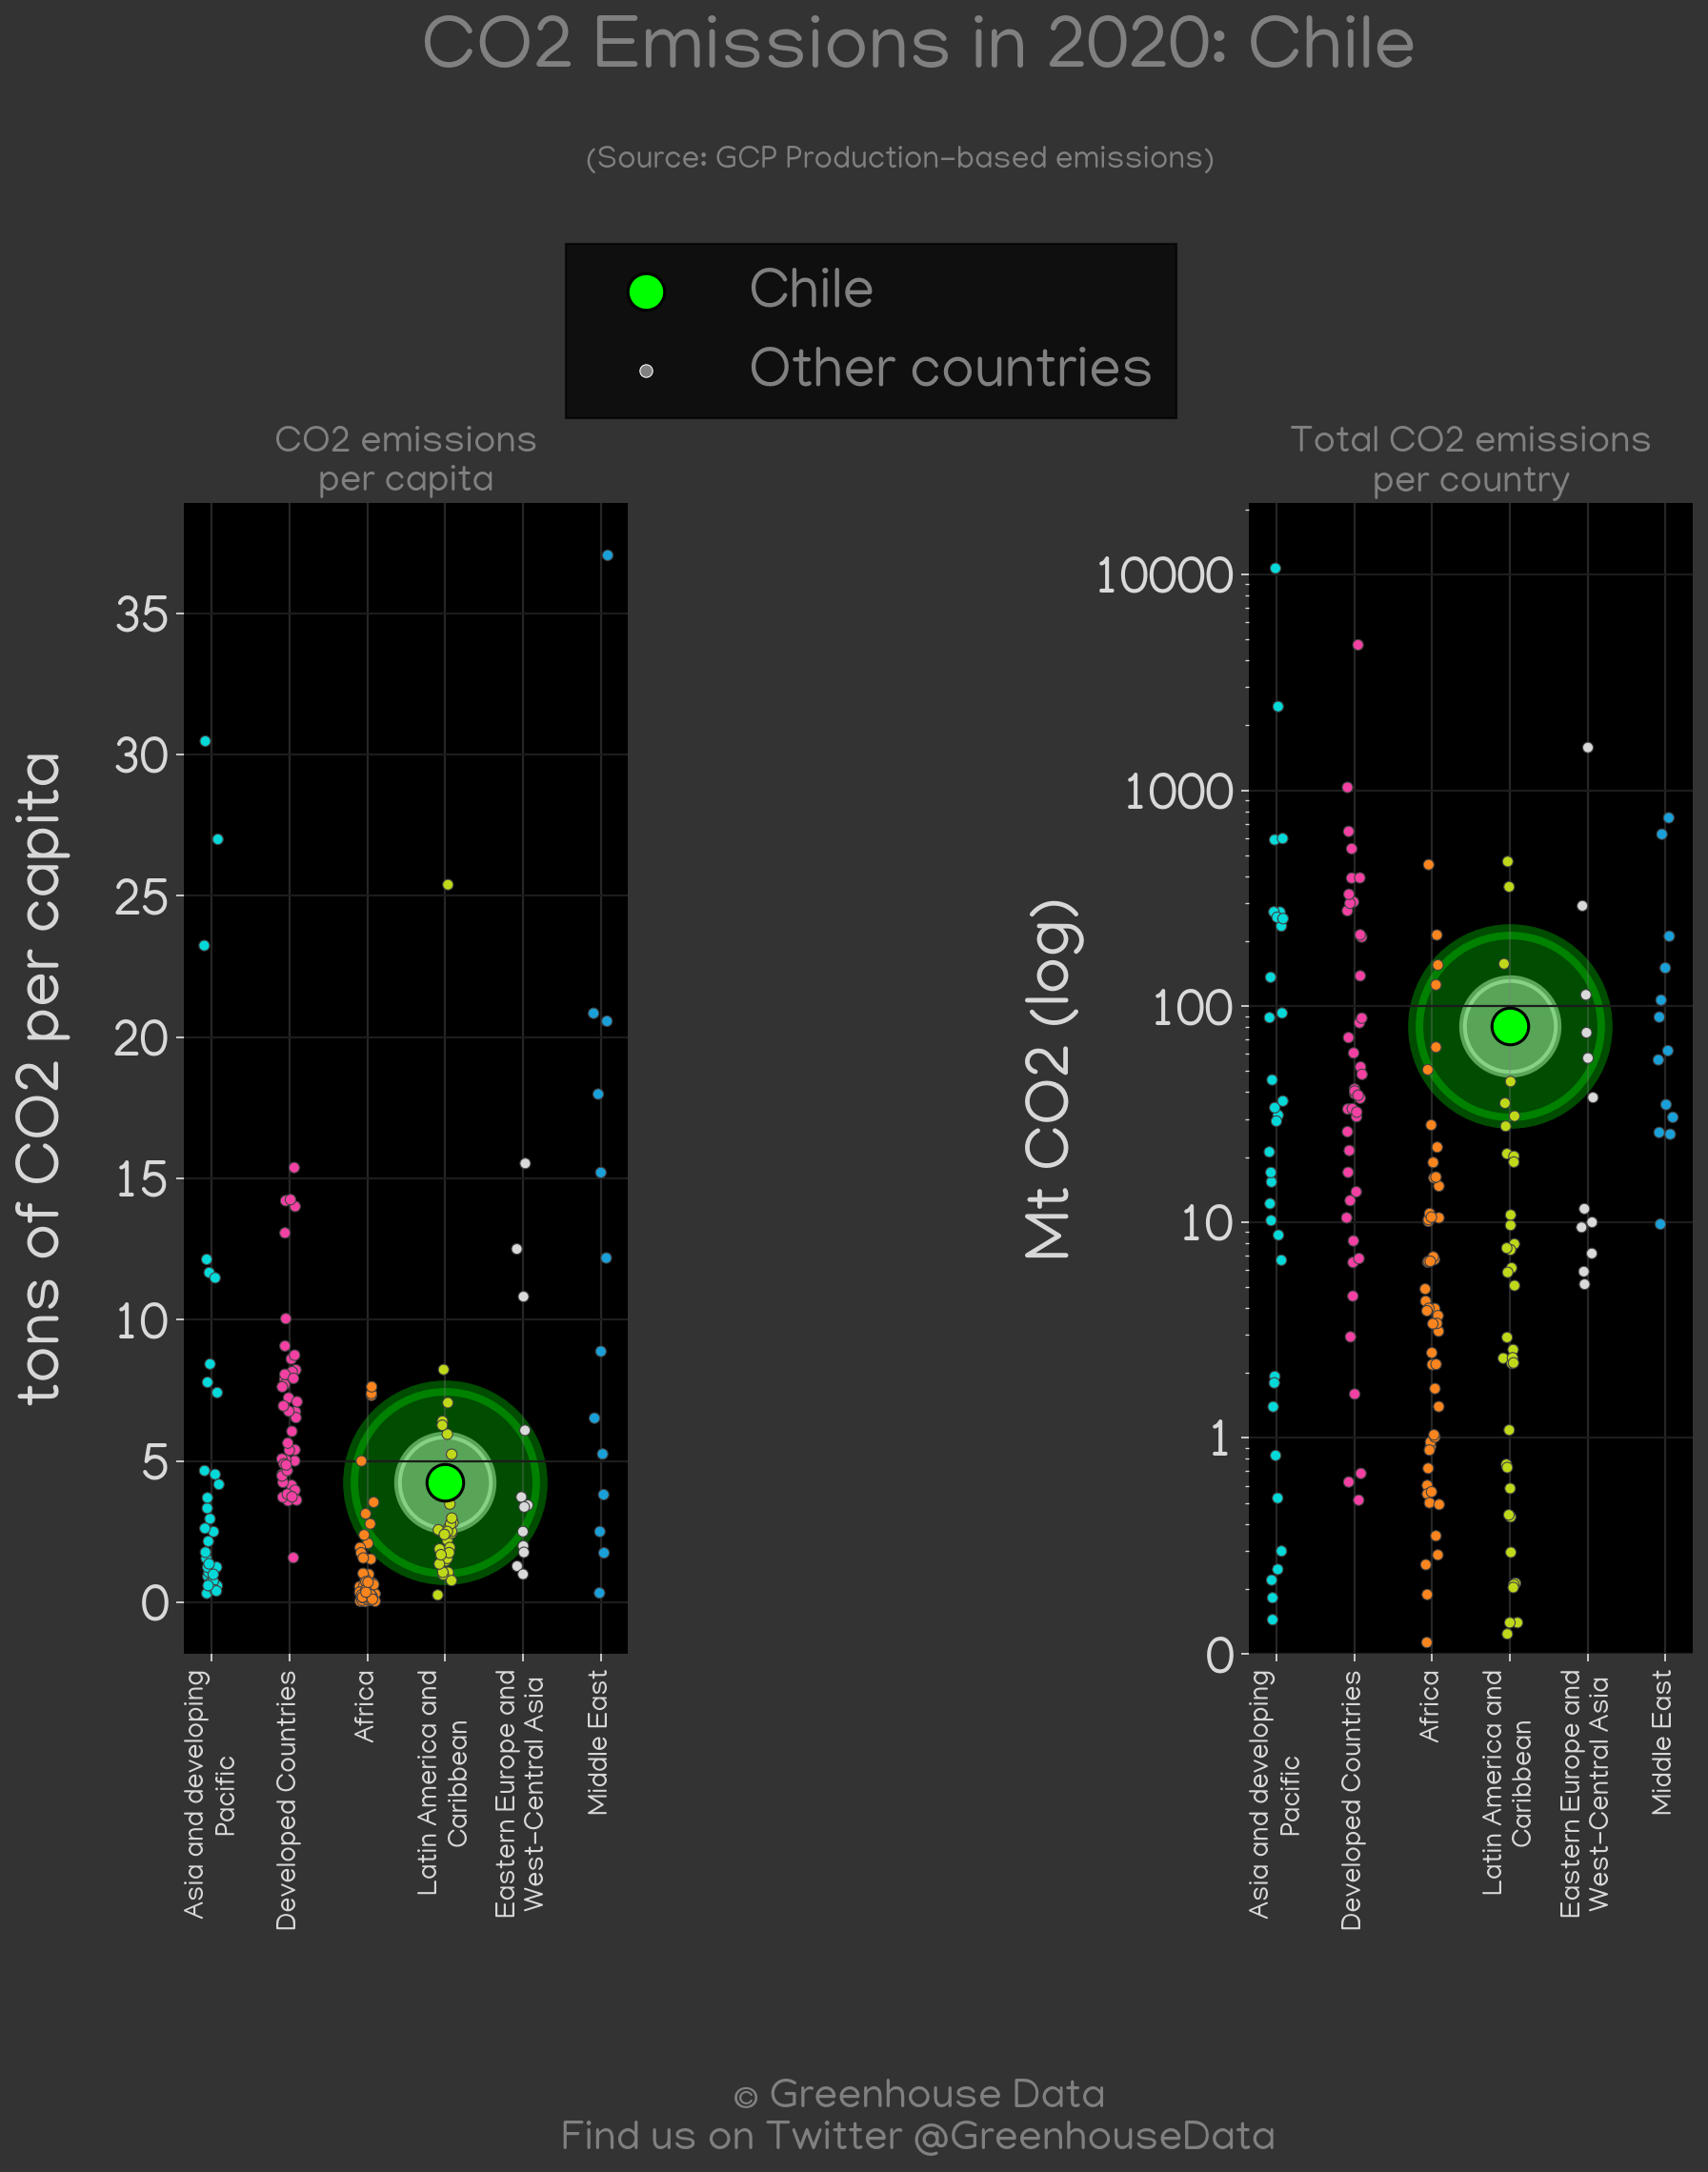 CO2 Emissions in 2020: Chile
(Source: GCP Production-based emissions)
Chile
Other countries
CO2 emissions
per capita
tons of CO2 per capita
35
30
25
20
15
10
5
0
Asia and developing
Pacific
Developed Countries
Africa
Latin America and
Caribbean
Eastern Europe and
West-Central Asia
Middle East
Total CO2 emissions
per country
Mt CO2 (log)
10000
1000
100
10
1
0
Asia and developing
Pacific
Developed Countries
Africa
Latin America and
Caribbean
Eastern Europe and
West-Central Asia
Middle East
© Greenhouse Data
Find us on Twitter @GreenhouseData